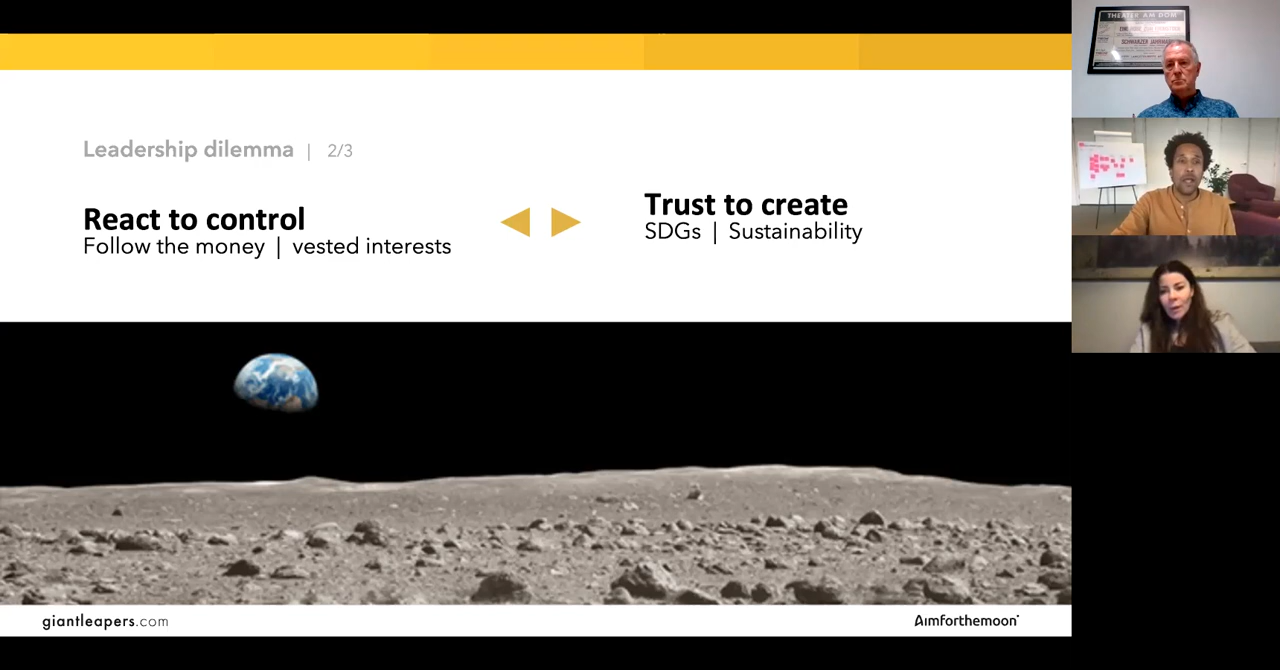 THEATER AM DOM
Leadership dilemma | 2/3
React to control
Follow the money | vested interests
Trust to create
SDGs | Sustainability
giantleapers.com
Aimforthemoon